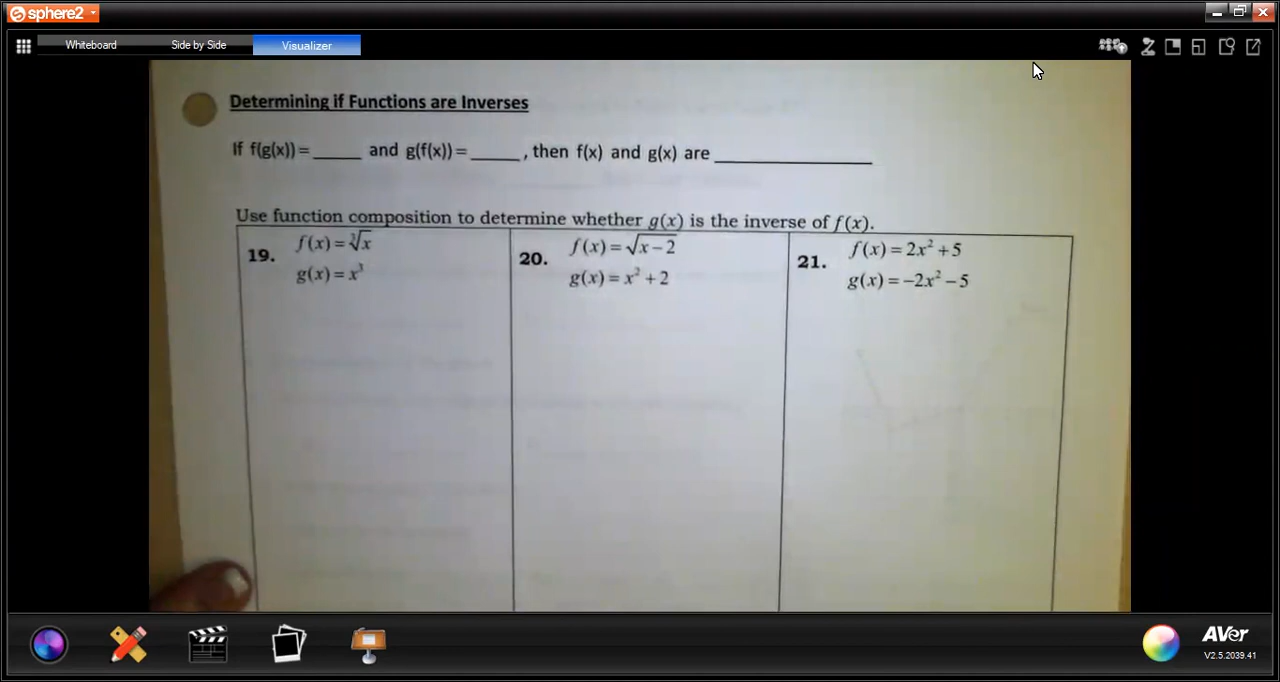 sphere2
Whiteboard Side by Side Visualizer
Determining if Functions are Inverses
If f(g(x)) = _____ and g(f(x)) = _____ , then f(x) and g(x) are ________________
Use function composition to determine whether g(x) is the inverse of f(x).
19. f(x) = ∛x
g(x) = x³
20. f(x) = √(x − 2)
g(x) = x² + 2
21. f(x) = 2x² + 5
g(x) = −2x² − 5
AVer
V2.5.2039.41